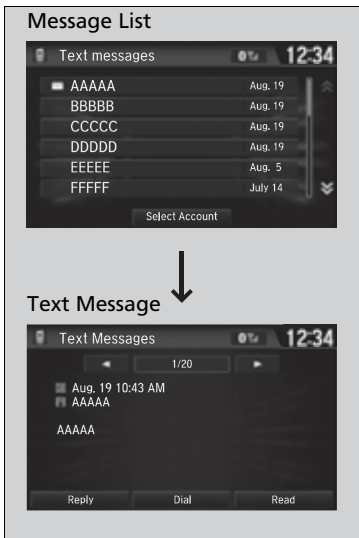 Message List
Text messages 12:34
AAAAA Aug. 19
BBBBB Aug. 19
CCCCC Aug. 19
DDDDD Aug. 19
EEEEE Aug. 5
FFFFF July 14
Select Account
Text Message
Text Messages 12:34
1/20
Aug. 19 10:43 AM
AAAAA
AAAAA
Reply Dial Read